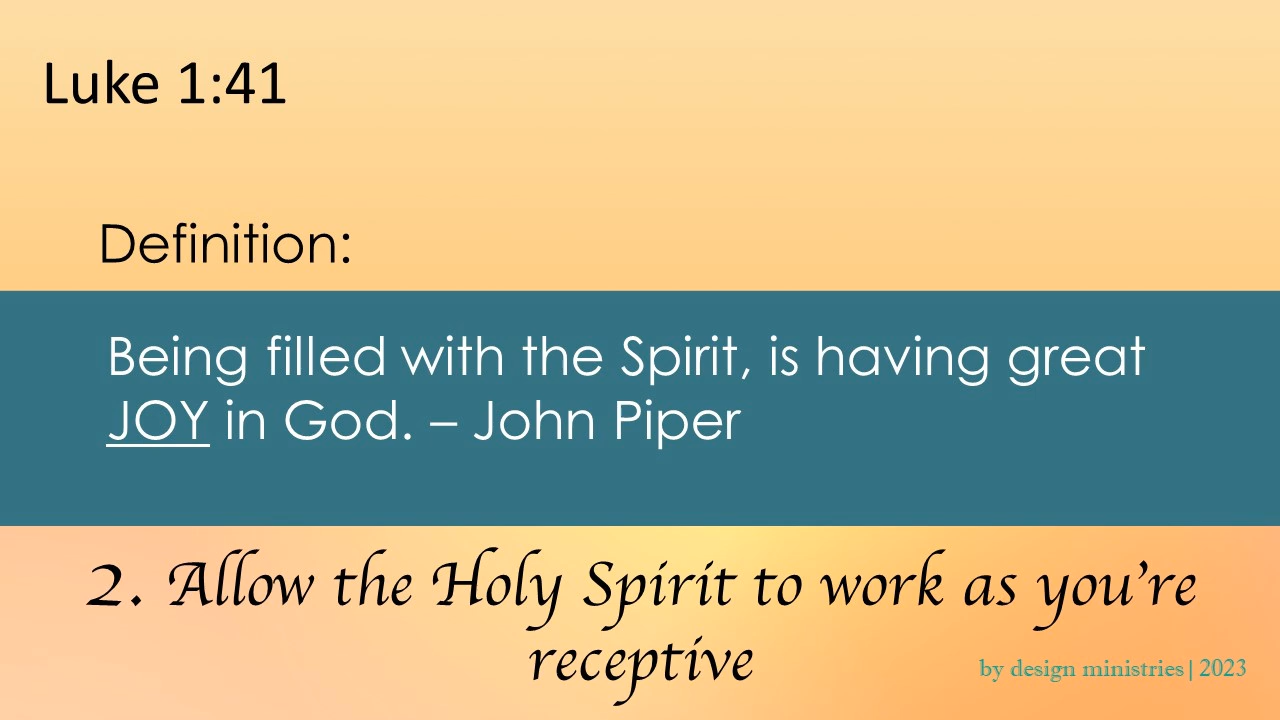 Luke 1:41
Definition:
Being filled with the Spirit, is having great
JOY in God. – John Piper
2. Allow the Holy Spirit to work as you’re
receptive
by design ministries| 2023